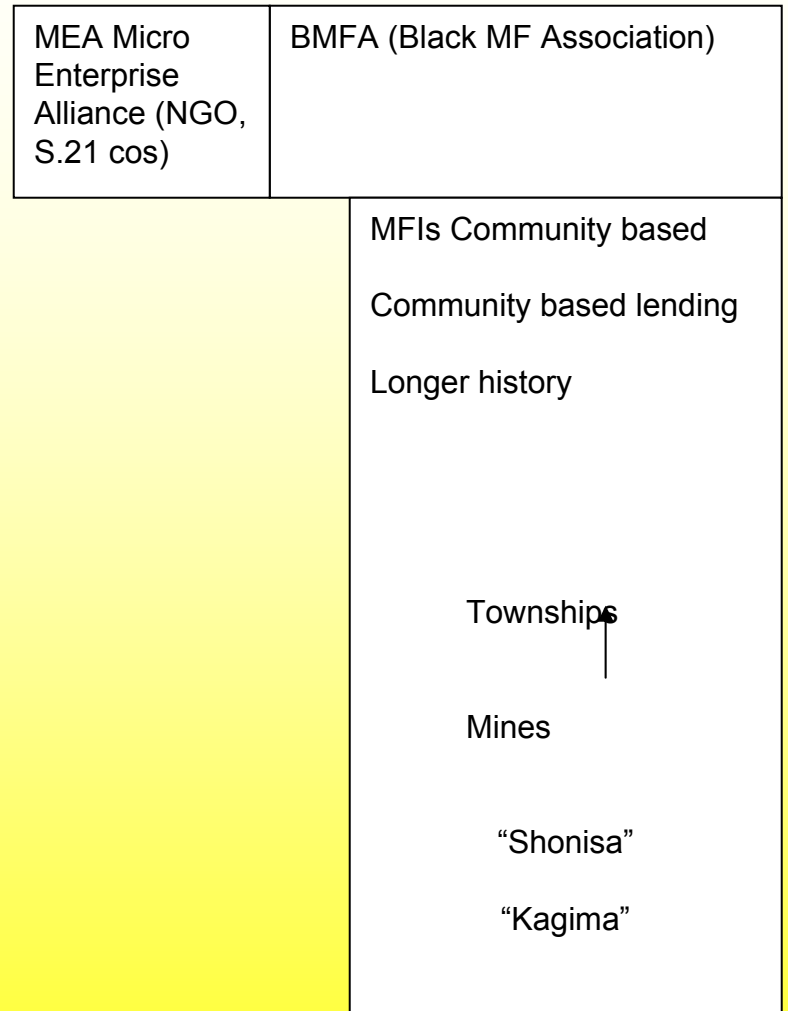 MEA Micro
Enterprise
Alliance (NGO,
S.21 cos)
BMFA (Black MF Association)
MFIs Community based
Community based lending
Longer history
Townships
Mines
“Shonisa”
“Kagima”